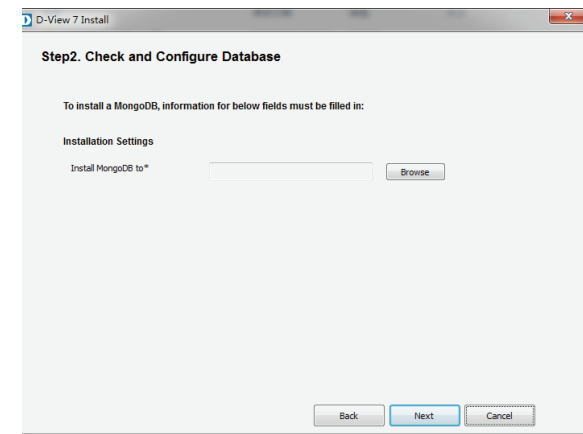 D-View 7 Install
Step2. Check and Configure Database
To install a MongoDB, information for below fields must be filled in:
Installation Settings
Install MongoDB to* Browse
Back Next Cancel